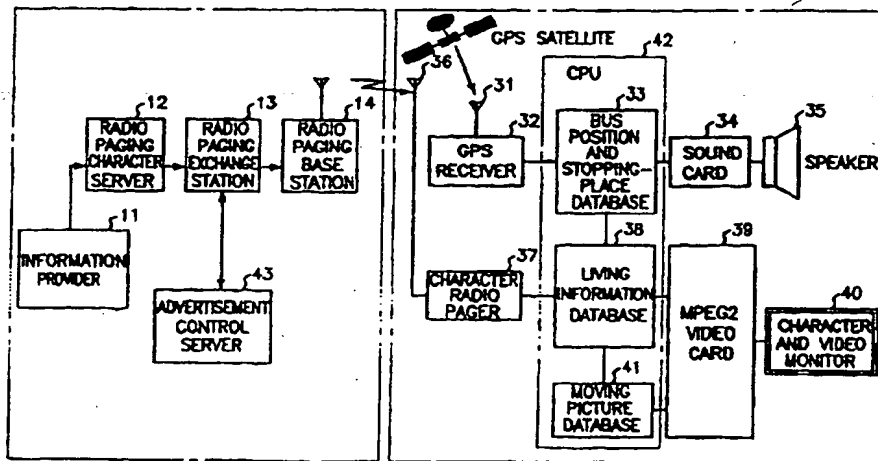 GPS SATELLITE
42
36
CPU
31
33
12
13
14
32
34
35
RADIO
PAGING
CHARACTER
SERVER
RADIO
PAGING
EXCHANGE
STATION
RADIO
PAGING
BASE
STATION
GPS
RECEIVER
BUS
POSITION
AND
STOPPING-
PLACE
DATABASE
SOUND
CARD
SPEAKER
11
38
39
INFORMATION
PROVIDER
43
37
40
ADVERTISEMENT
CONTROL
SERVER
CHARACTER
RADIO
PAGER
LIVING
INFORMATION
DATABASE
MPEG2
VIDEO
CARD
CHARACTER
AND VIDEO
MONITOR
41
MOVING
PICTURE
DATABASE